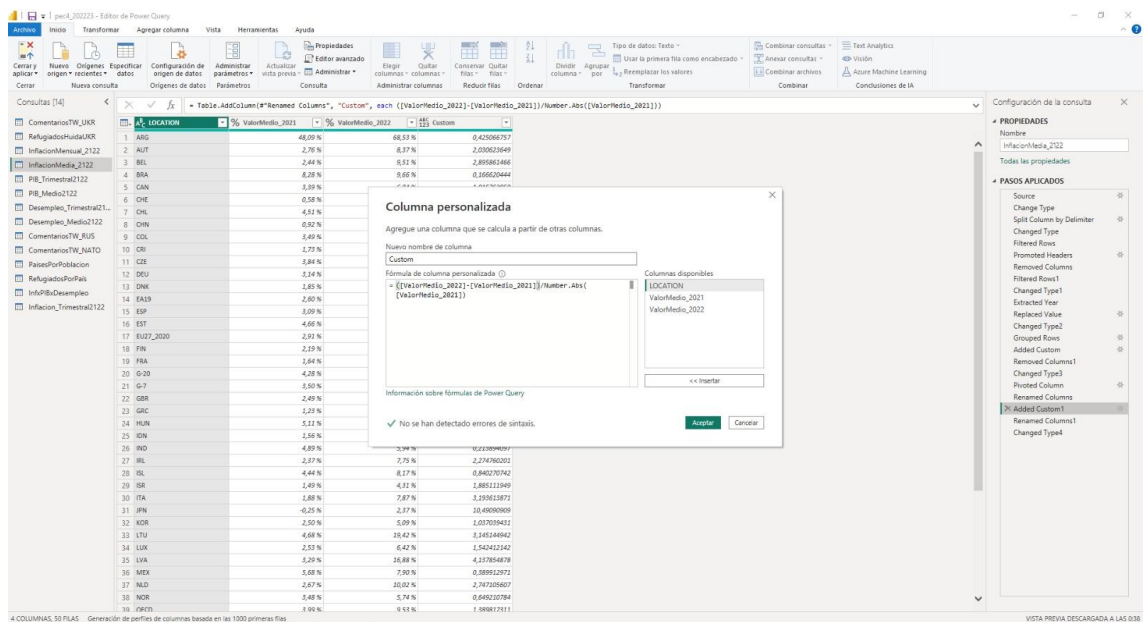 pec4_202223 - Editor de Power Query
Archivo Inicio Transformar Agregar columna Vista Herramientas Ayuda
Cerrar y aplicar
Nuevo origen
Orígenes recientes
Especificar datos
Configuración de origen de datos
Administrar parámetros
Actualizar vista previa
Propiedades
Editor avanzado
Administrar
Elegir columnas
Quitar columnas
Conservar filas
Quitar filas
Dividir columna
Agrupar por
Tipo de datos: Texto
Usar la primera fila como encabezado
Reemplazar los valores
Combinar consultas
Anexar consultas
Combinar archivos
Text Analytics
Visión
Azure Machine Learning
Cerrar Nueva consulta Orígenes de datos Parámetros Consulta Administrar columnas Reducir filas Ordenar Transformar Combinar Conclusiones de IA
Consultas [14]
ComentariosTW_UKR
RefugiadosHuidaUKR
InflacionMensual_2122
InflacionMedia_2122
PIB_Trimestral2122
PIB_Medio2122
Desempleo_Trimestral21...
Desempleo_Medio2122
ComentariosTW_RUS
ComentariosTW_NATO
PaisesPorPoblacion
RefugiadosPorPaís
InfxPIBxDesempleo
Inflacion_Trimestral2122
= Table.AddColumn(#"Renamed Columns", "Custom", each ([ValorMedio_2022]-[ValorMedio_2021])/Number.Abs([ValorMedio_2021]))
LOCATION ValorMedio_2021 ValorMedio_2022 Custom
1 ARG 48,09 % 68,53 % 0,425066757
2 AUT 2,76 % 8,37 % 2,030623649
3 BEL 2,44 % 9,51 % 2,895861466
4 BRA 8,28 % 9,66 % 0,166620444
5 CAN 3,39 %
6 CHE 0,58 %
7 CHL 4,51 %
8 CHN 0,92 %
9 COL 3,49 %
10 CRI 1,73 %
11 CZE 3,84 %
12 DEU 3,14 %
13 DNK 1,85 %
14 EA19 2,60 %
15 ESP 3,09 %
16 EST 4,66 %
17 EU27_2020 2,91 %
18 FIN 2,19 %
19 FRA 1,64 %
20 G-20 4,28 %
21 G-7 3,50 %
22 GBR 2,49 %
23 GRC 1,23 %
24 HUN 5,11 %
25 IDN 1,56 %
26 IND 4,89 % 5,94 % 0,213894097
27 IRL 2,37 % 7,75 % 2,274760201
28 ISL 4,44 % 8,17 % 0,840270742
29 ISR 1,49 % 4,31 % 1,885111949
30 ITA 1,88 % 7,87 % 3,193613871
31 JPN -0,25 % 2,37 % 10,49090909
32 KOR 2,50 % 5,09 % 1,037039431
33 LTU 4,68 % 19,42 % 3,145144942
34 LUX 2,53 % 6,42 % 1,542412142
35 LVA 3,29 % 16,88 % 4,137854878
36 MEX 5,68 % 7,90 % 0,389912971
37 NLD 2,67 % 10,02 % 2,747105607
38 NOR 3,48 % 5,74 % 0,649210784
39 OECD 3,99 % 9,53 % 1,389817311
Columna personalizada
Agregue una columna que se calcula a partir de otras columnas.
Nuevo nombre de columna
Custom
Fórmula de columna personalizada
= ([ValorMedio_2022]-[ValorMedio_2021])/Number.Abs(
[ValorMedio_2021])
Columnas disponibles
LOCATION
ValorMedio_2021
ValorMedio_2022
<< Insertar
Información sobre fórmulas de Power Query
No se han detectado errores de sintaxis.
Aceptar Cancelar
Configuración de la consulta
PROPIEDADES
Nombre
InflacionMedia_2122
Todas las propiedades
PASOS APLICADOS
Source
Change Type
Split Column by Delimiter
Changed Type
Filtered Rows
Promoted Headers
Removed Columns
Filtered Rows1
Changed Type1
Extracted Year
Replaced Value
Changed Type2
Grouped Rows
Added Custom
Removed Columns1
Changed Type3
Pivoted Column
Renamed Columns
Added Custom1
Renamed Columns1
Changed Type4
4 COLUMNAS, 50 FILAS Generación de perfiles de columnas basada en las 1000 primeras filas
VISTA PREVIA DESCARGADA A LAS 0:36